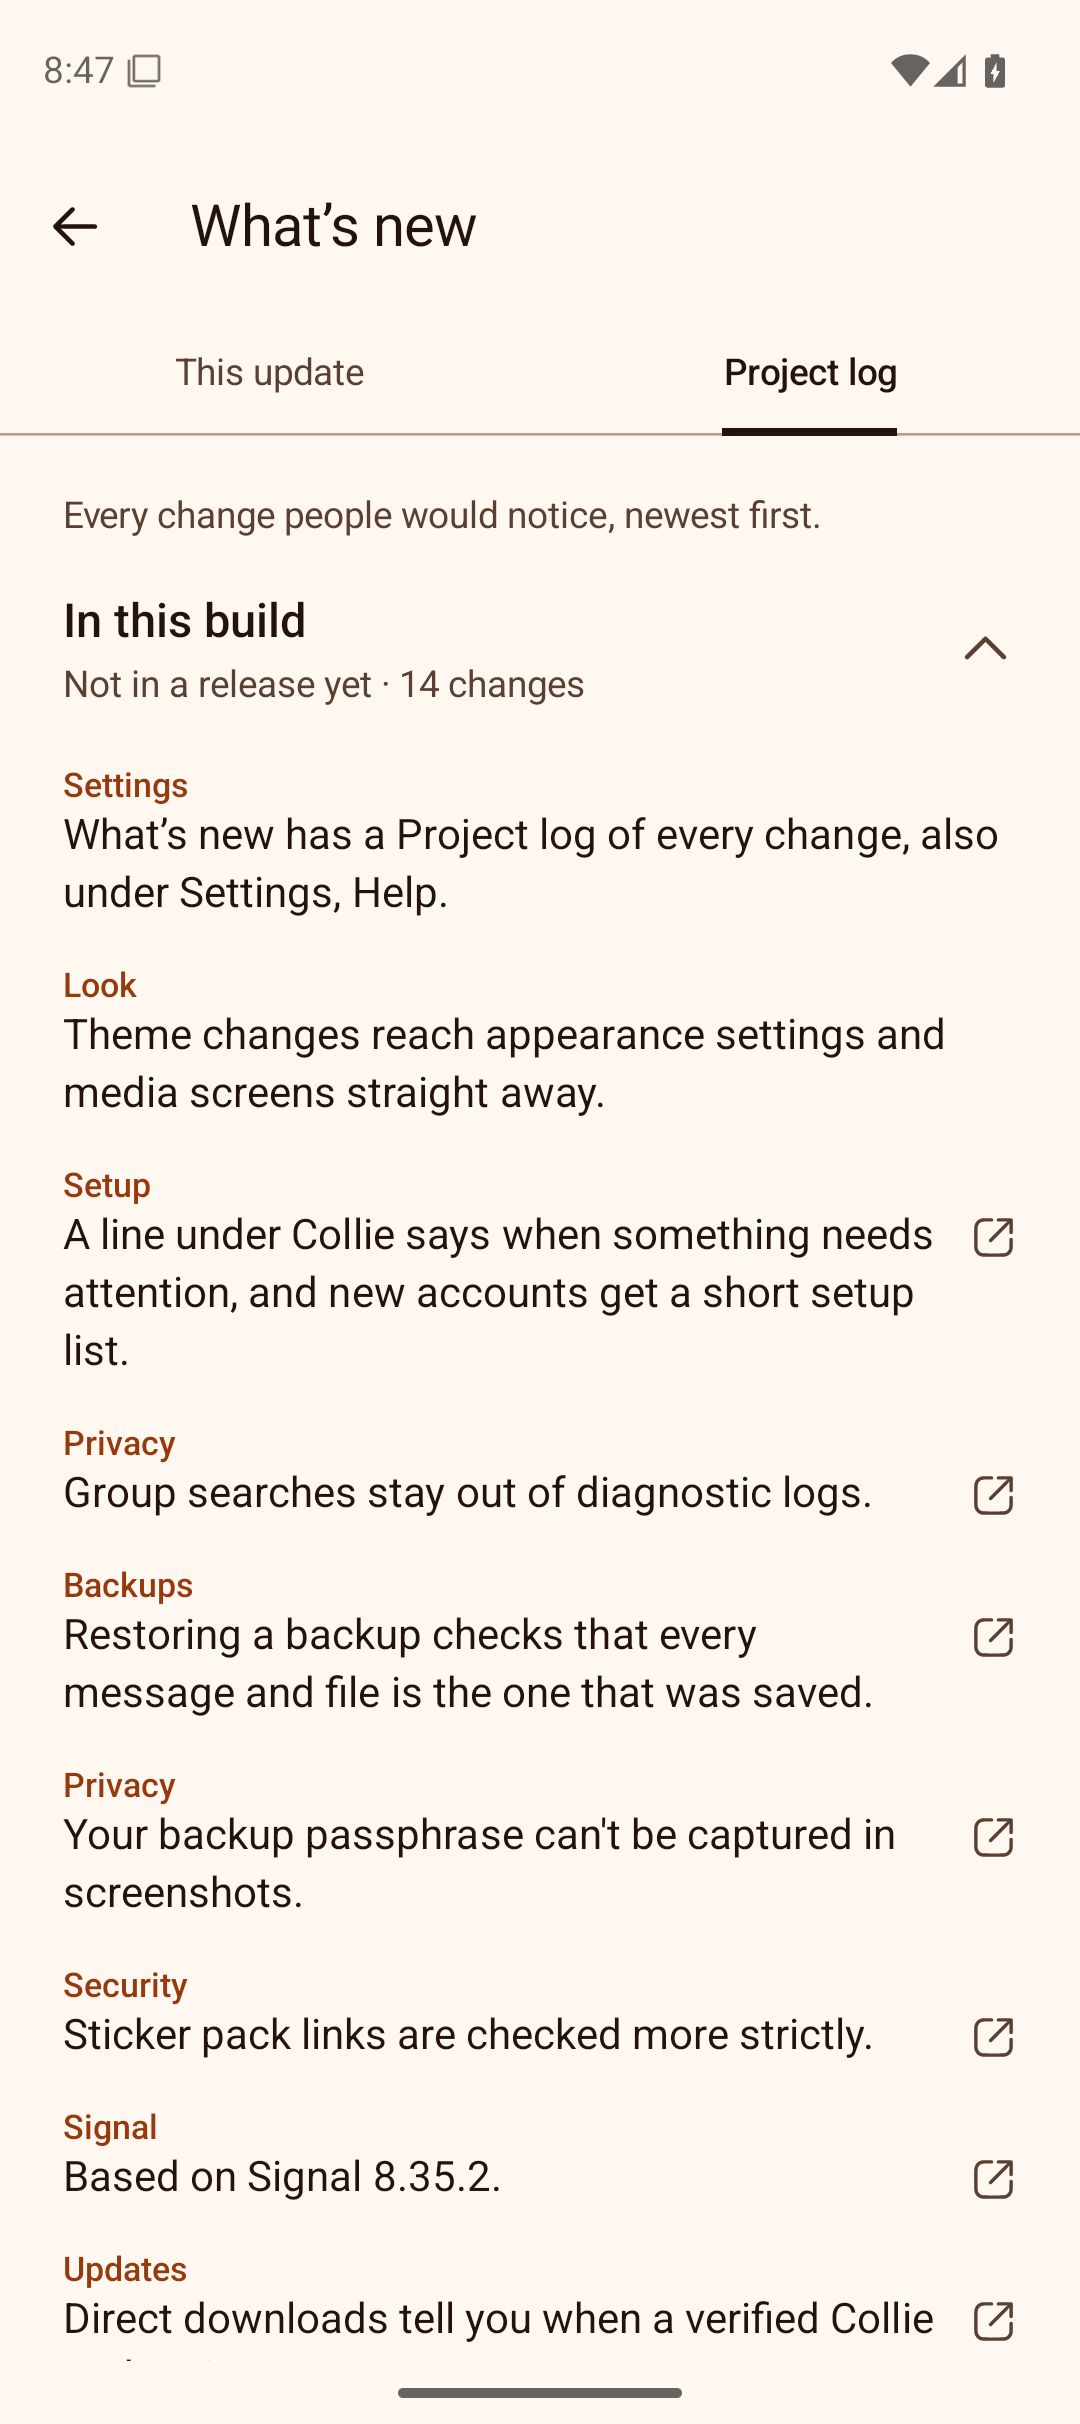 8:47
What’s new
This update
Project log
Every change people would notice, newest first.
In this build
Not in a release yet · 14 changes
Settings
What’s new has a Project log of every change, also
under Settings, Help.
Look
Theme changes reach appearance settings and
media screens straight away.
Setup
A line under Collie says when something needs
attention, and new accounts get a short setup
list.
Privacy
Group searches stay out of diagnostic logs.
Backups
Restoring a backup checks that every
message and file is the one that was saved.
Privacy
Your backup passphrase can't be captured in
screenshots.
Security
Sticker pack links are checked more strictly.
Signal
Based on Signal 8.35.2.
Updates
Direct downloads tell you when a verified Collie